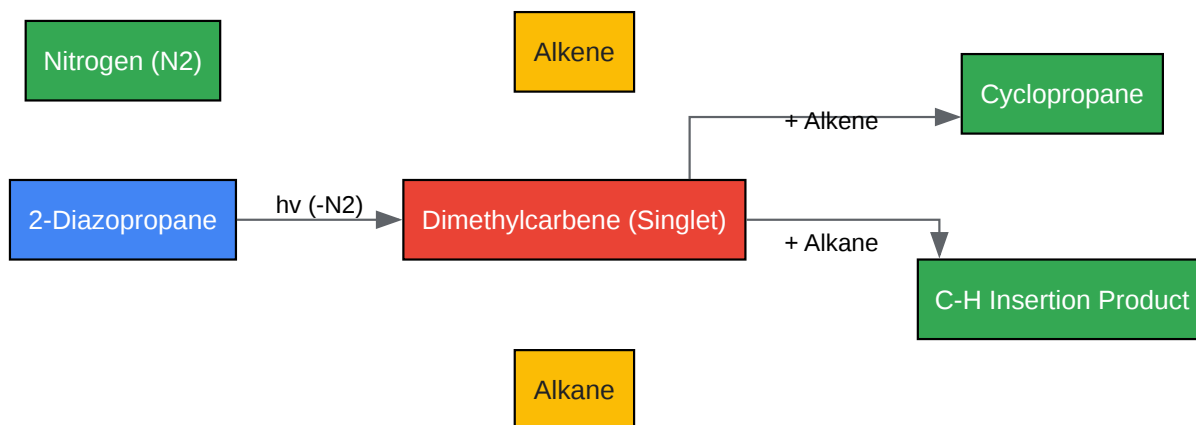 Nitrogen (N2)
Alkene
Cyclopropane
+ Alkene
2-Diazopropane
hv (-N2)
Dimethylcarbene (Singlet)
+ Alkane
C-H Insertion Product
Alkane